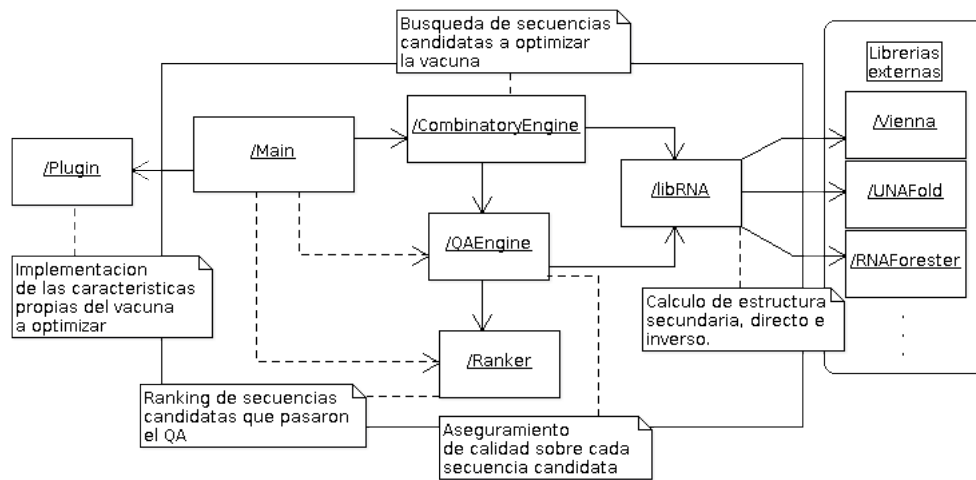 Busqueda de secuencias
candidatas a optimizar
la vacuna
Librerias
externas
/Plugin
/Main
/CombinatoryEngine
/libRNA
/Vienna
/UNAFold
/RNAForester
/QAEngine
/Ranker
Implementacion
de las caracteristicas
propias del vacuna
a optimizar
Calculo de estructura
secundaria, directo e
inverso.
Ranking de secuencias
candidatas que pasaron
el QA
Aseguramiento
de calidad sobre cada
secuencia candidata